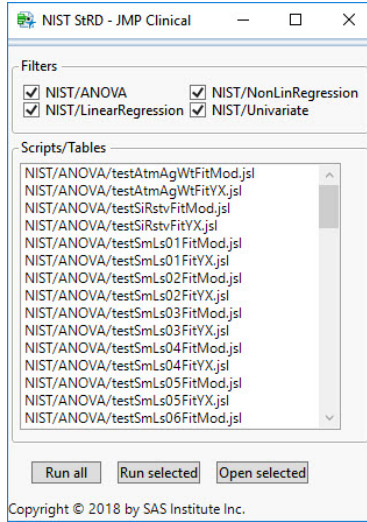 NIST StRD - JMP Clinical
Filters
NIST/ANOVA NIST/NonLinRegression
NIST/LinearRegression NIST/Univariate
Scripts/Tables
NIST/ANOVA/testAtmAgWtFitMod.jsl
NIST/ANOVA/testAtmAgWtFitYX.jsl
NIST/ANOVA/testSiRstvFitMod.jsl
NIST/ANOVA/testSiRstvFitYX.jsl
NIST/ANOVA/testSmLs01FitMod.jsl
NIST/ANOVA/testSmLs01FitYX.jsl
NIST/ANOVA/testSmLs02FitMod.jsl
NIST/ANOVA/testSmLs02FitYX.jsl
NIST/ANOVA/testSmLs03FitMod.jsl
NIST/ANOVA/testSmLs03FitYX.jsl
NIST/ANOVA/testSmLs04FitMod.jsl
NIST/ANOVA/testSmLs04FitYX.jsl
NIST/ANOVA/testSmLs05FitMod.jsl
NIST/ANOVA/testSmLs05FitYX.jsl
NIST/ANOVA/testSmLs06FitMod.jsl
Run all Run selected Open selected
Copyright © 2018 by SAS Institute Inc.